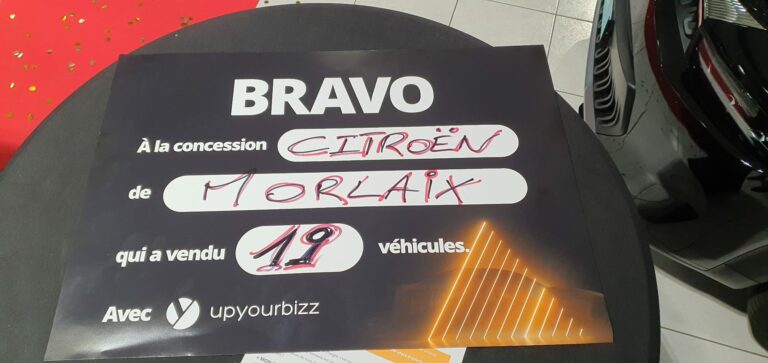 BRAVO
À la concession CITROËN
de MORLAIX
qui a vendu 19 véhicules.
Avec upyourbizz